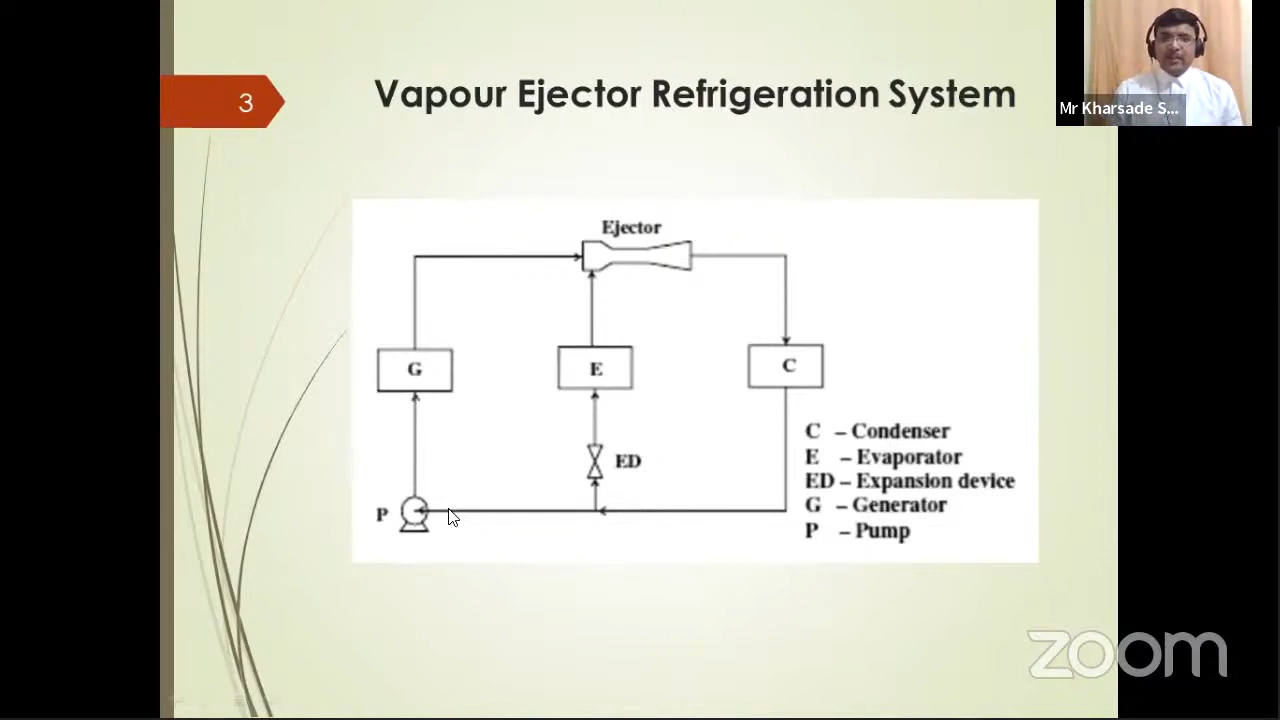 3
Vapour Ejector Refrigeration System
Mr Kharsade S...
Ejector
G
E
C
ED
P
C – Condenser
E – Evaporator
ED – Expansion device
G – Generator
P – Pump
zoom